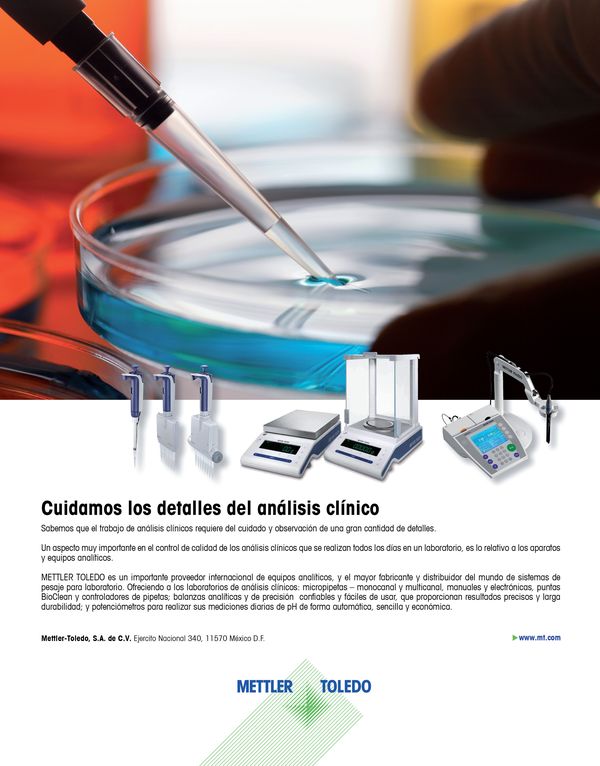 Cuidamos los detalles del análisis clínico
Sabemos que el trabajo de análisis clínicos requiere del cuidado y observación de una gran cantidad de detalles.
Un aspecto muy importante en el control de calidad de los análisis clínicos que se realizan todos los días en un laboratorio, es lo relativo a los aparatos
y equipos analíticos.
METTLER TOLEDO es un importante proveedor internacional de equipos analíticos, y el mayor fabricante y distribuidor del mundo de sistemas de
pesaje para laboratorio. Ofreciendo a las laboratorios de análisis clínicos: micropipetas – monocanal y multicanal, manuales y electrónicas, puntas
BioClean y controladores de pipetas; balanzas analíticas y de precisión confiables y fáciles de usar, que proporcionan resultados precisos y larga
durabilidad; y potenciómetros para realizar sus mediciones diarias de pH de forma automática, sencilla y económica.
Mettler-Toledo, S.A. de C.V. Ejercito Nacional 340, 11570 México D.F.
www.mt.com
METTLER TOLEDO